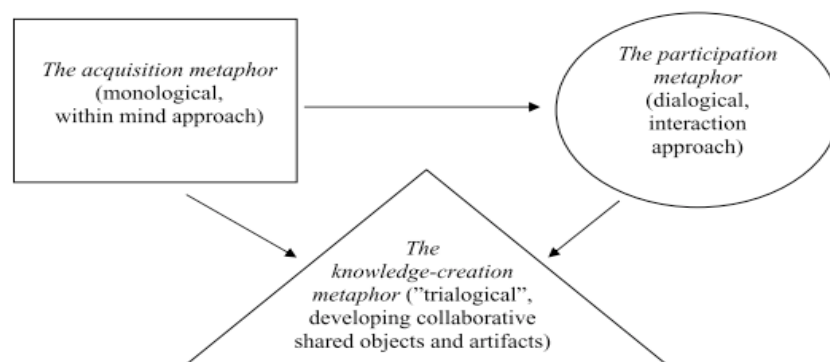 The acquisition metaphor
(monological,
within mind approach)
The participation
metaphor
(dialogical,
interaction
approach)
The
knowledge-creation
metaphor (”trialogical”,
developing collaborative
shared objects and artifacts)